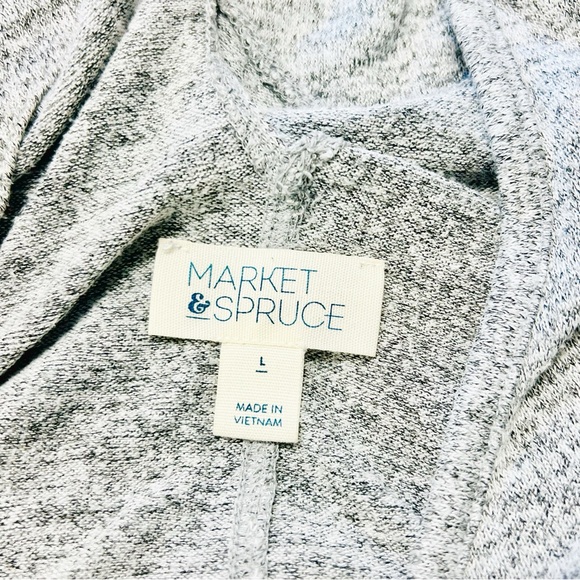 MARKET
& SPRUCE
L
MADE IN
VIETNAM